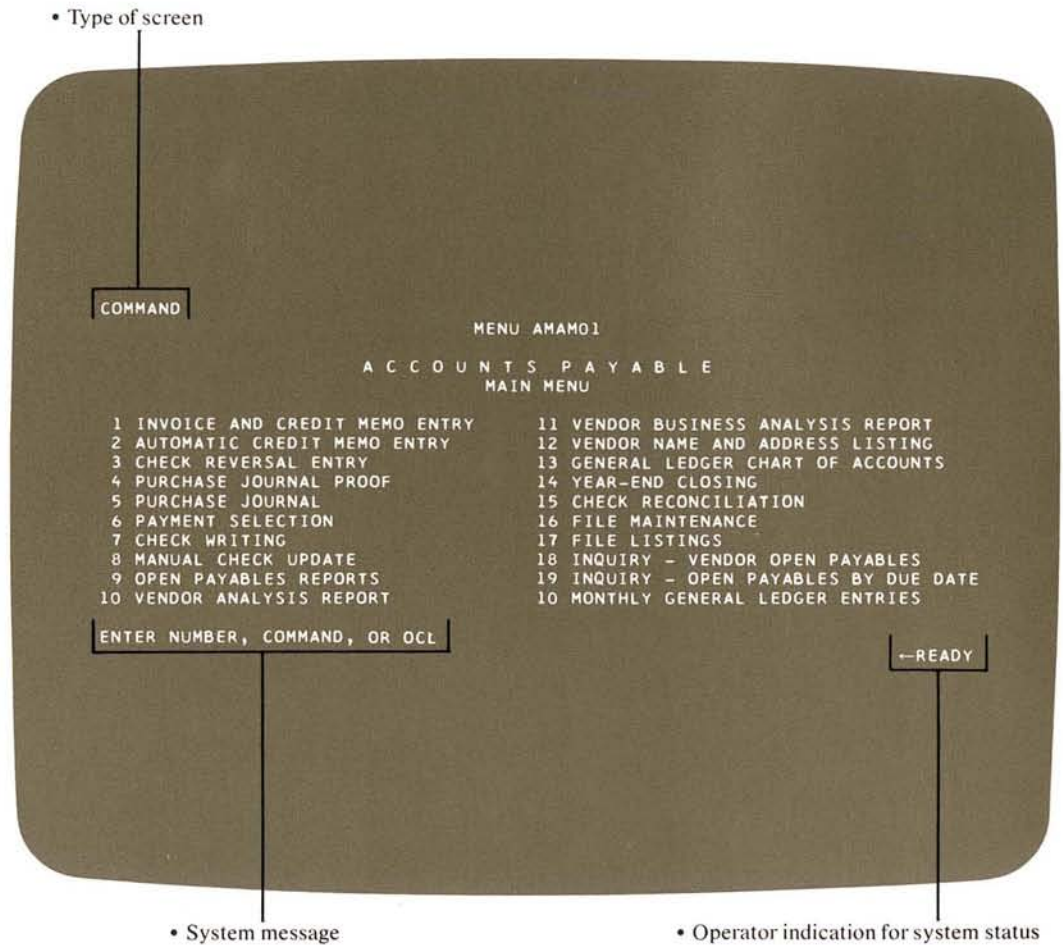 • Type of screen
COMMAND
MENU AMAM01
A C C O U N T S P A Y A B L E
MAIN MENU
1 INVOICE AND CREDIT MEMO ENTRY
2 AUTOMATIC CREDIT MEMO ENTRY
3 CHECK REVERSAL ENTRY
4 PURCHASE JOURNAL PROOF
5 PURCHASE JOURNAL
6 PAYMENT SELECTION
7 CHECK WRITING
8 MANUAL CHECK UPDATE
9 OPEN PAYABLES REPORTS
10 VENDOR ANALYSIS REPORT
11 VENDOR BUSINESS ANALYSIS REPORT
12 VENDOR NAME AND ADDRESS LISTING
13 GENERAL LEDGER CHART OF ACCOUNTS
14 YEAR-END CLOSING
15 CHECK RECONCILIATION
16 FILE MAINTENANCE
17 FILE LISTINGS
18 INQUIRY - VENDOR OPEN PAYABLES
19 INQUIRY - OPEN PAYABLES BY DUE DATE
10 MONTHLY GENERAL LEDGER ENTRIES
ENTER NUMBER, COMMAND, OR OCL
←READY
• System message
• Operator indication for system status